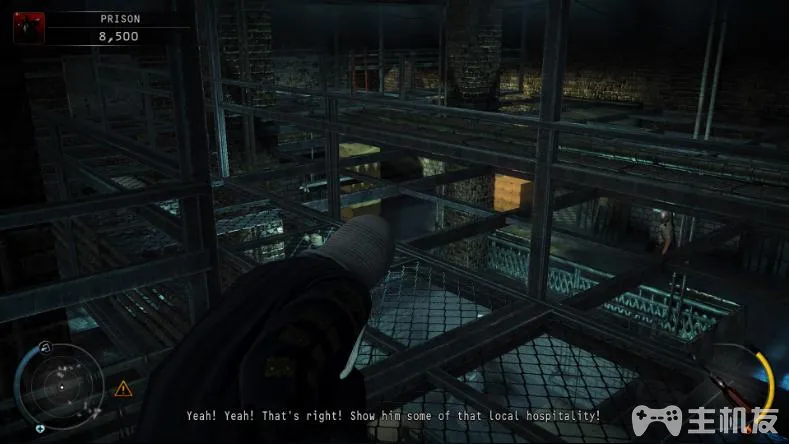 PRISON
8,500
Yeah! Yeah! That's right! Show him some of that local hospitality!
主机友